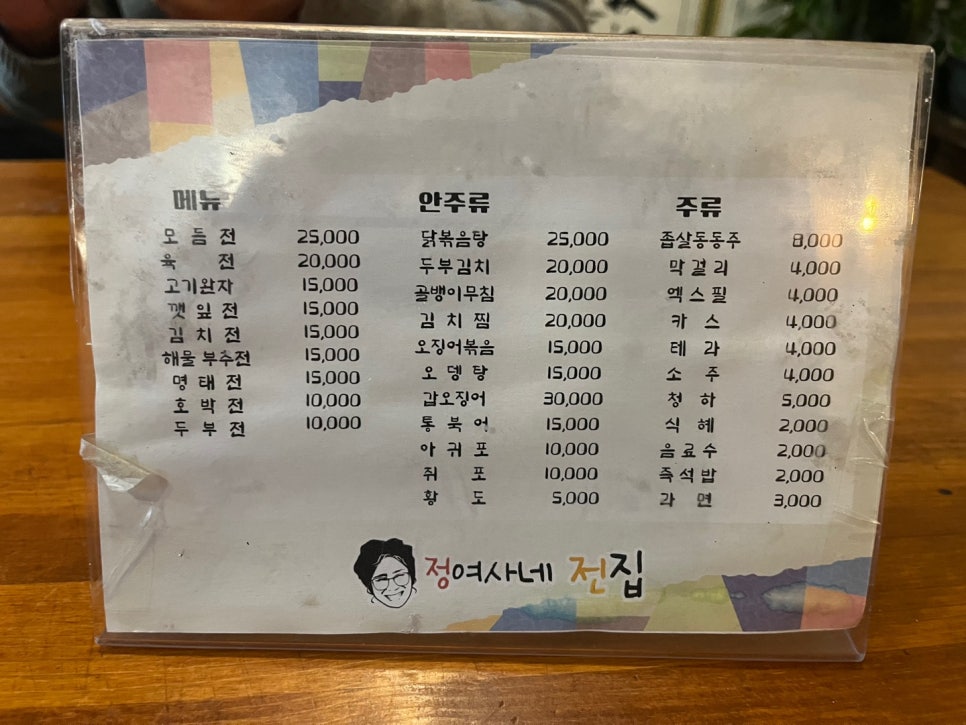 메뉴
모듬전 25,000
육전 20,000
고기완자 15,000
깻잎전 15,000
김치전 15,000
해물부추전 15,000
명태전 15,000
호박전 10,000
두부전 10,000
안주류
닭볶음탕 25,000
두부김치 20,000
골뱅이무침 20,000
김치찜 20,000
오징어볶음 15,000
오뎅탕 15,000
갑오징어 30,000
통북어 15,000
아귀포 10,000
쥐포 10,000
황도 5,000
주류
좁살동동주 8,000
막걸리 4,000
엑스필 4,000
카스 4,000
테라 4,000
소주 4,000
청하 5,000
식혜 2,000
음료수 2,000
즉석밥 2,000
라면 3,000
정여사네 전집